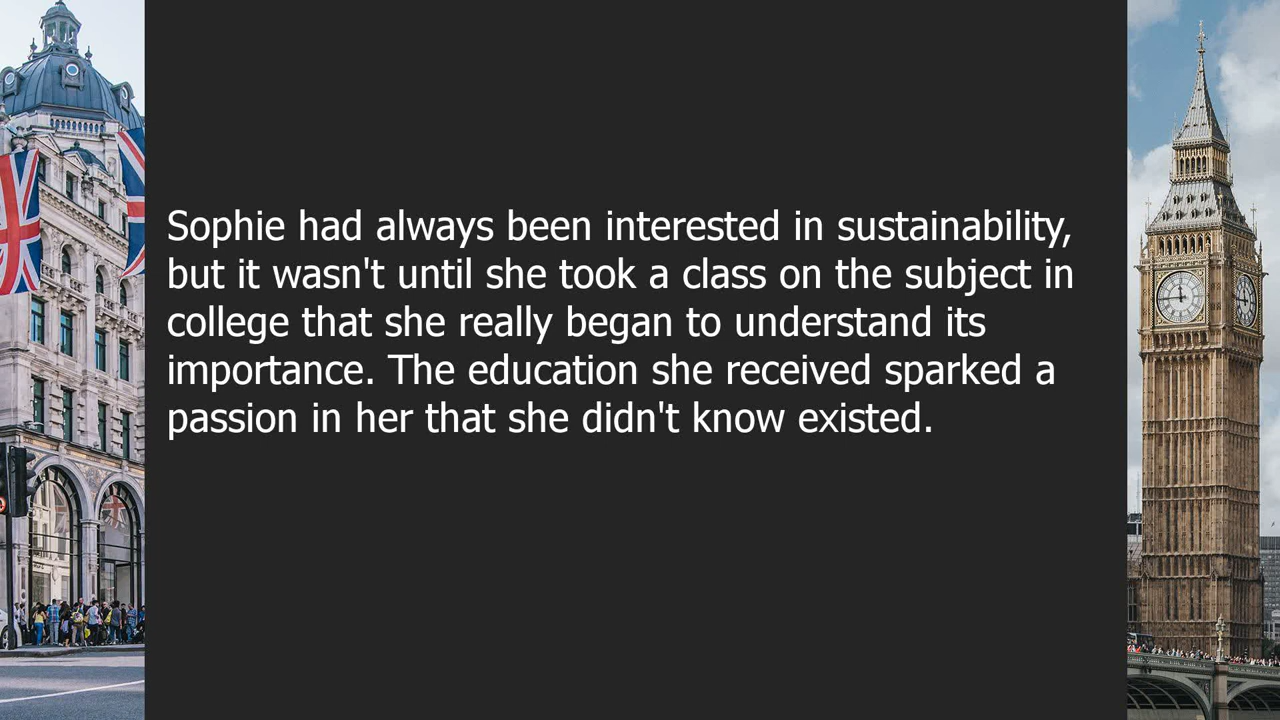 Sophie had always been interested in sustainability,
but it wasn't until she took a class on the subject in
college that she really began to understand its
importance. The education she received sparked a
passion in her that she didn't know existed.